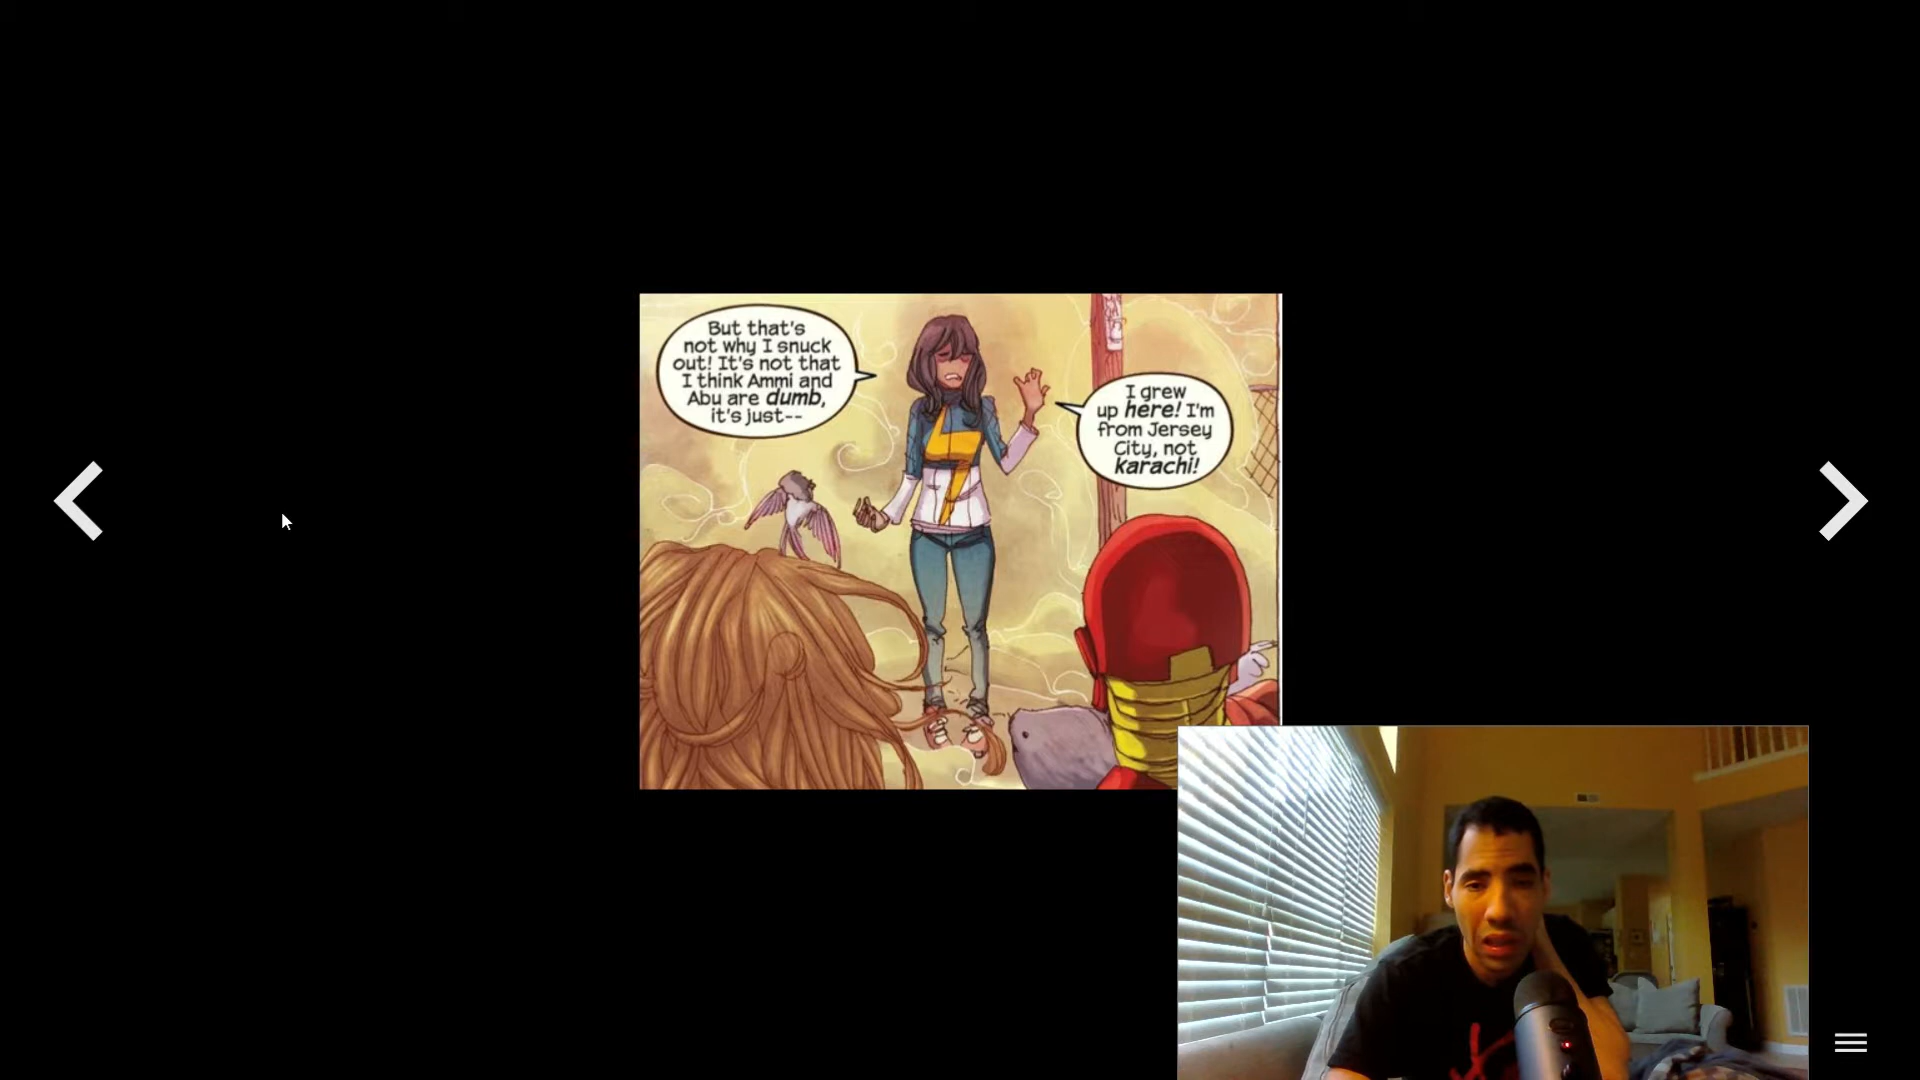 But that's
not why I snuck
out! It's not that
I think Ammi and
Abu are dumb,
it's just--
I grew
up here! I'm
from Jersey
City, not
karachi!